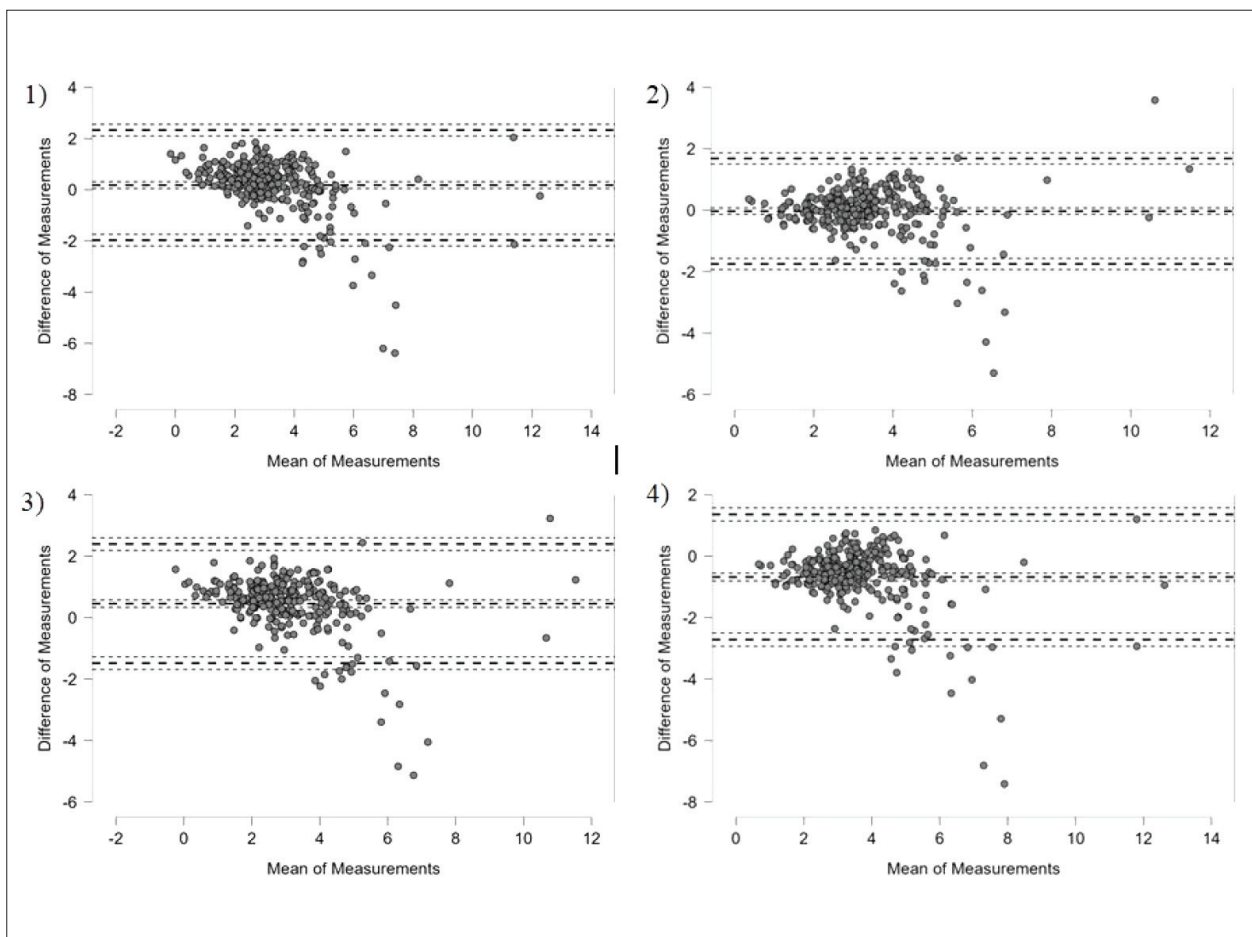 1)
4
2
0
-2
-4
-6
-8
Difference of Measurements
-2 0 2 4 6 8 10 12 14
Mean of Measurements
2)
4
2
0
-2
-4
-6
Difference of Measurements
0 2 4 6 8 10 12
Mean of Measurements
3)
4
2
0
-2
-4
-6
Difference of Measurements
-2 0 2 4 6 8 10 12
Mean of Measurements
4)
2
0
-2
-4
-6
-8
Difference of Measurements
0 2 4 6 8 10 12 14
Mean of Measurements